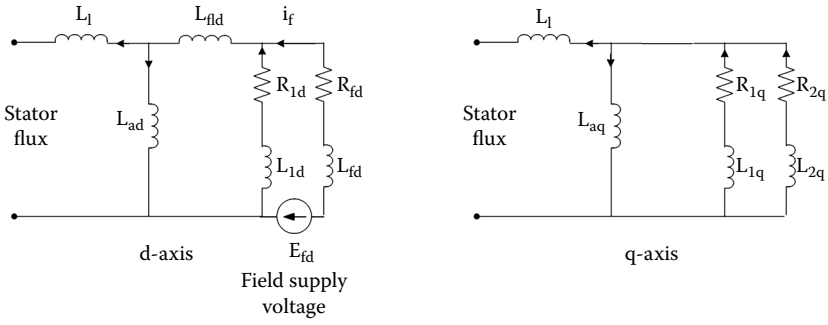 L_l
L_fld
i_f
R_1d
R_fd
Stator
flux
L_ad
L_1d
L_fd
E_fd
d-axis
Field supply
voltage
L_l
R_1q
R_2q
Stator
flux
L_aq
L_1q
L_2q
q-axis